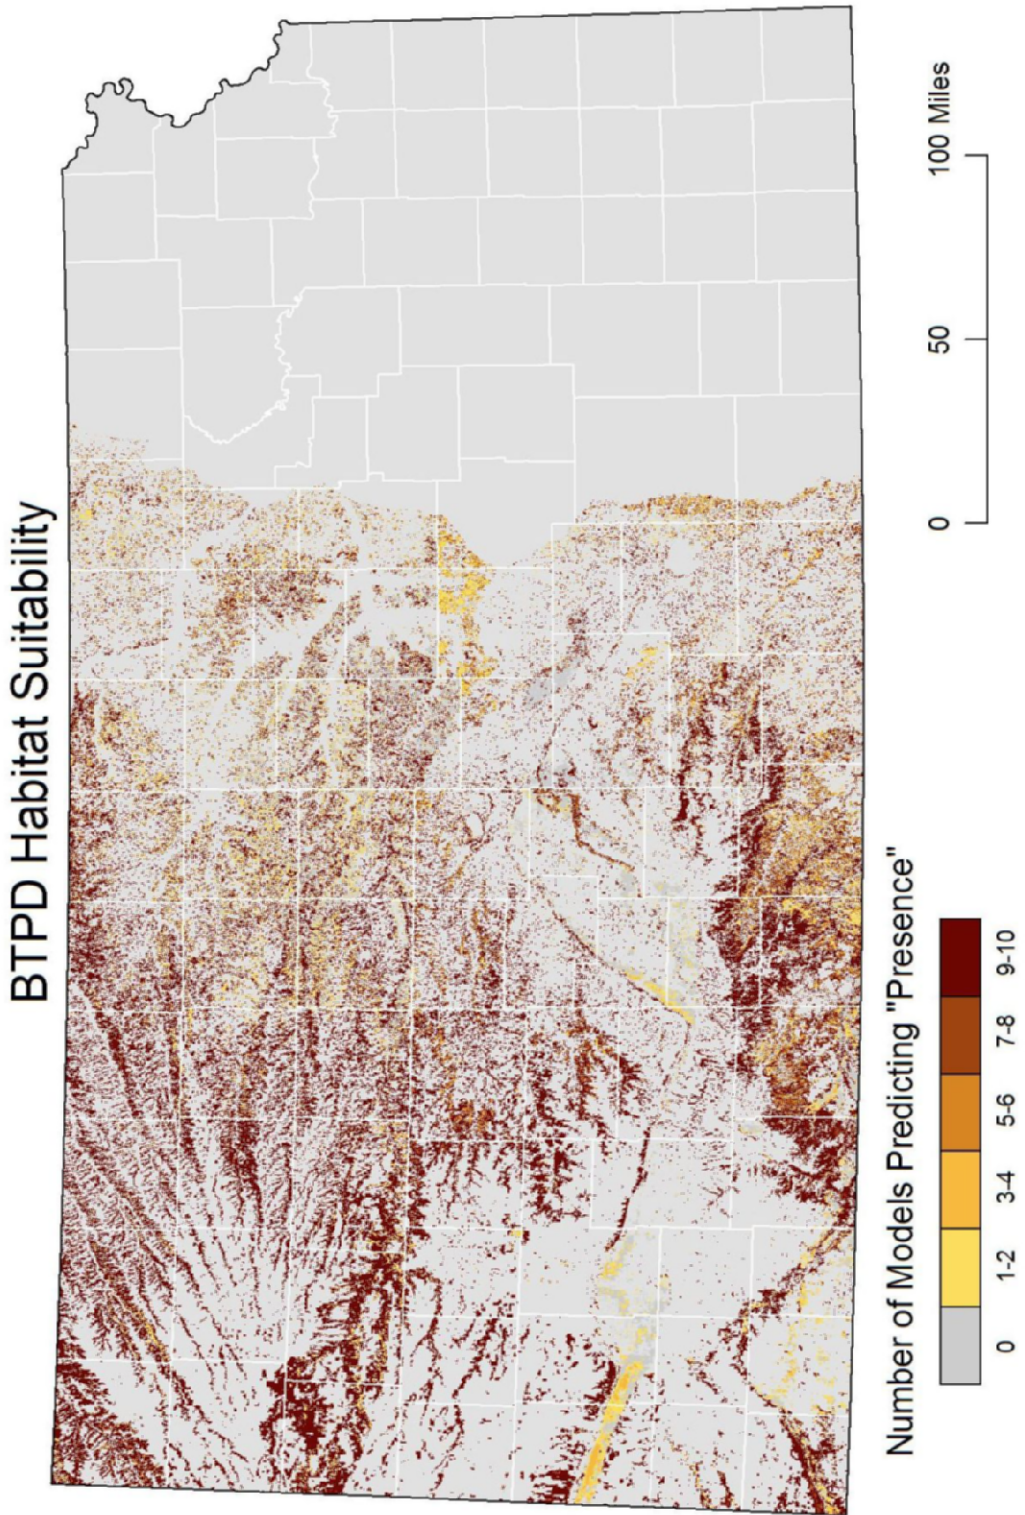 BTPD Habitat Suitability
Number of Models Predicting "Presence"
0
1-2
3-4
5-6
7-8
9-10
0
50
100 Miles